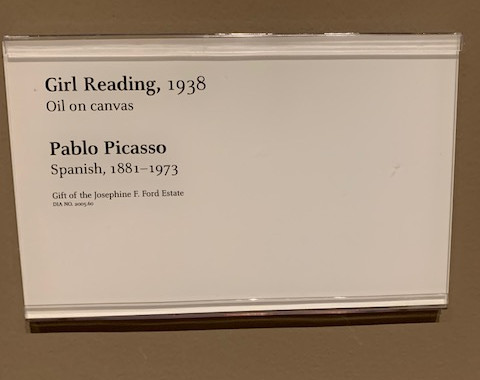 Girl Reading, 1938
Oil on canvas
Pablo Picasso
Spanish, 1881–1973
Gift of the Josephine F. Ford Estate
DIA NO. 2005.60